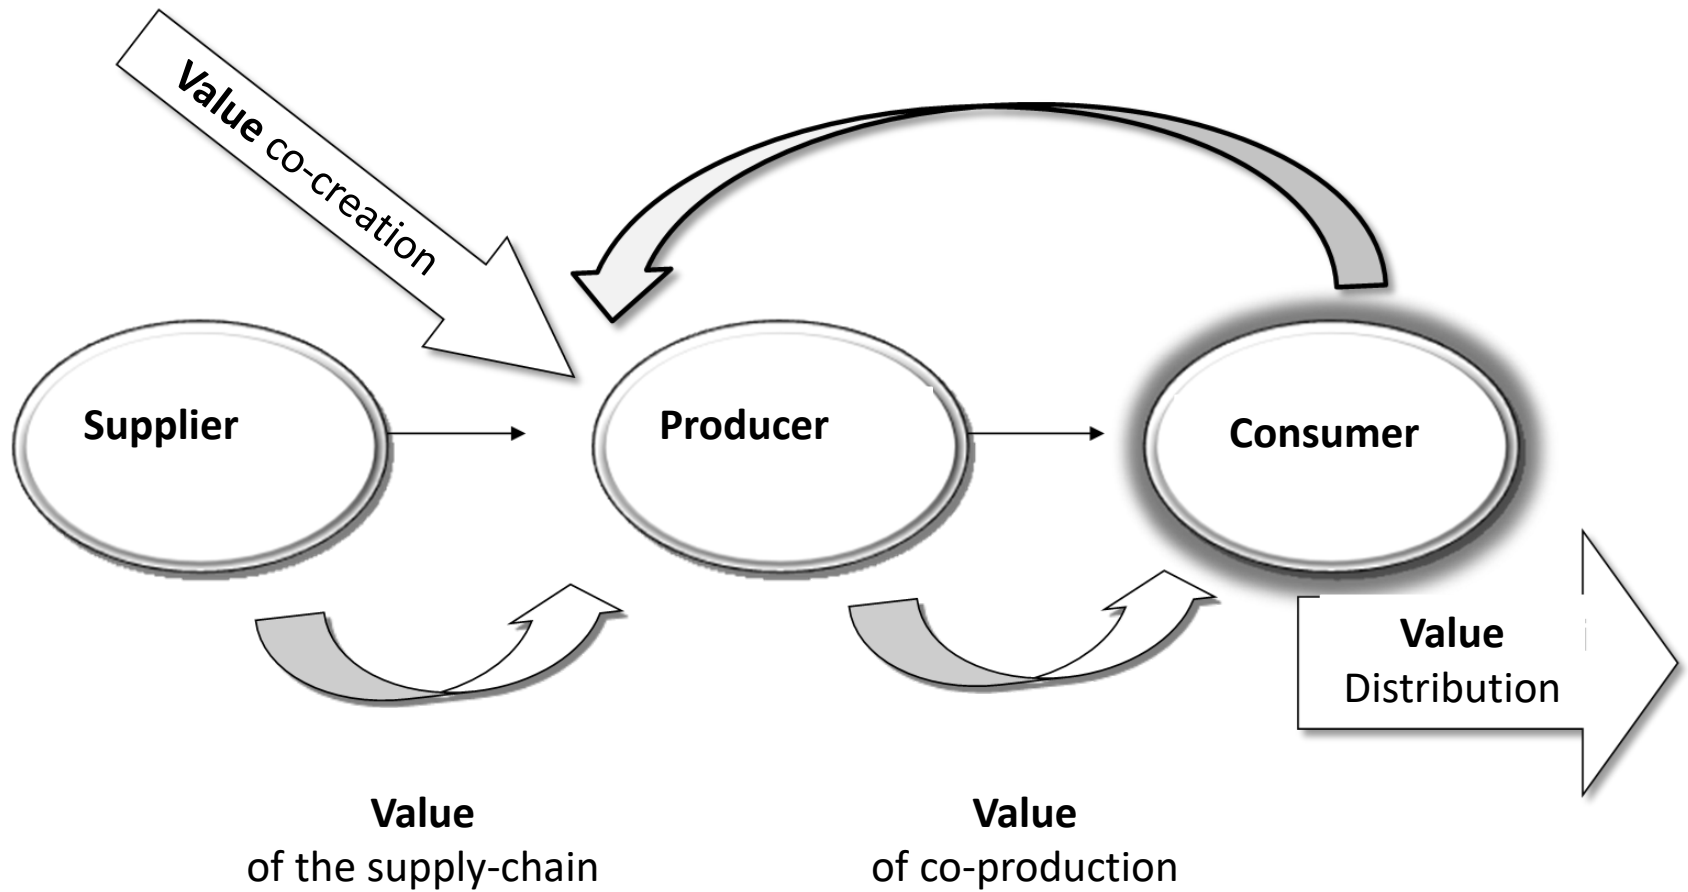 Value co-creation
Supplier
Producer
Consumer
Value
Distribution
Value
of the supply-chain
Value
of co-production